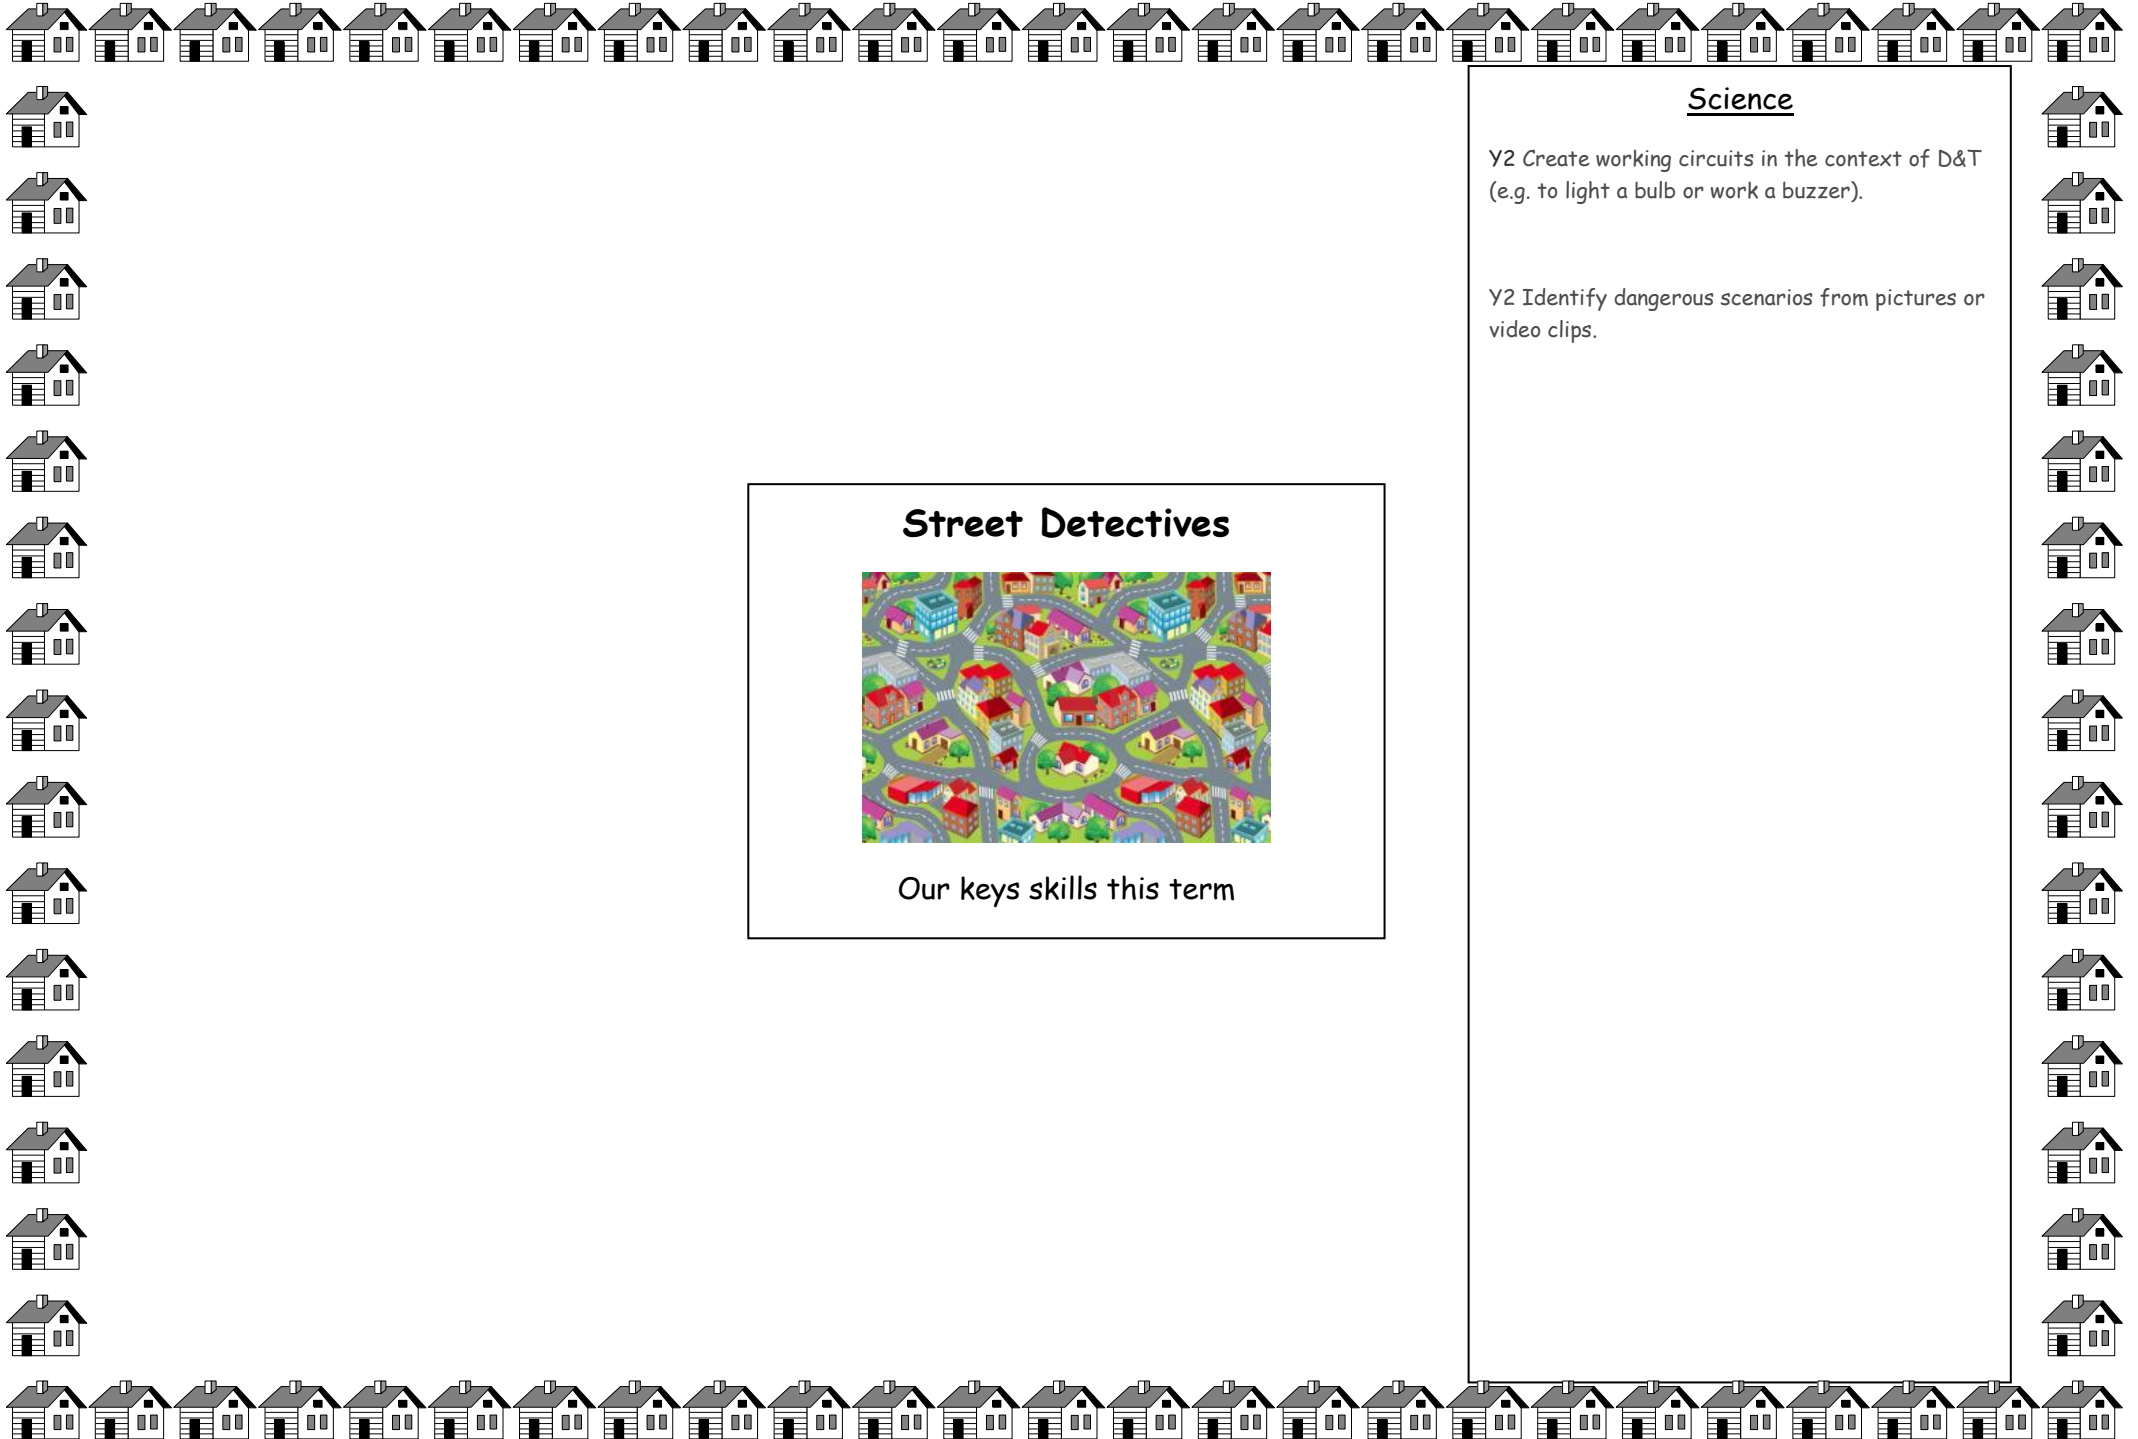 Street Detectives
Our keys skills this term
Science
Y2 Create working circuits in the context of D&T
(e.g. to light a bulb or work a buzzer).
Y2 Identify dangerous scenarios from pictures or
video clips.